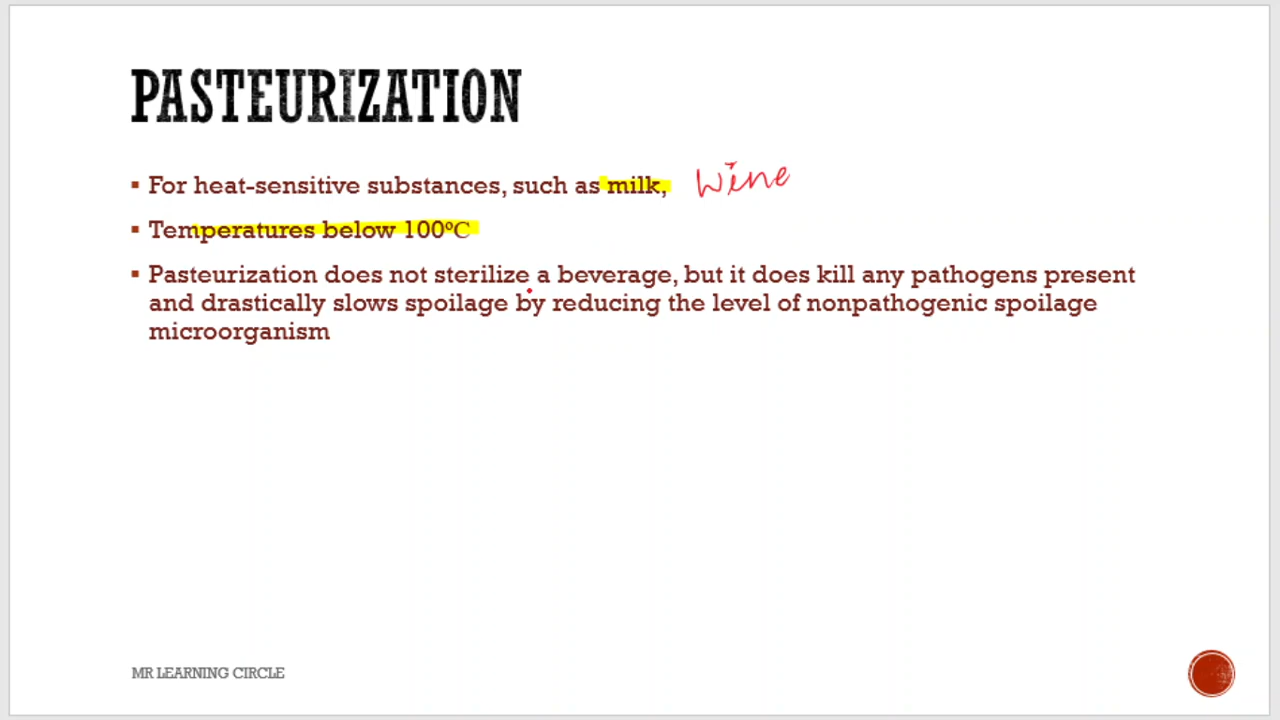 PASTEURIZATION
▪ For heat-sensitive substances, such as milk, Wine
▪ Temperatures below 100ºC
▪ Pasteurization does not sterilize a beverage, but it does kill any pathogens present
and drastically slows spoilage by reducing the level of nonpathogenic spoilage
microorganism
MR LEARNING CIRCLE